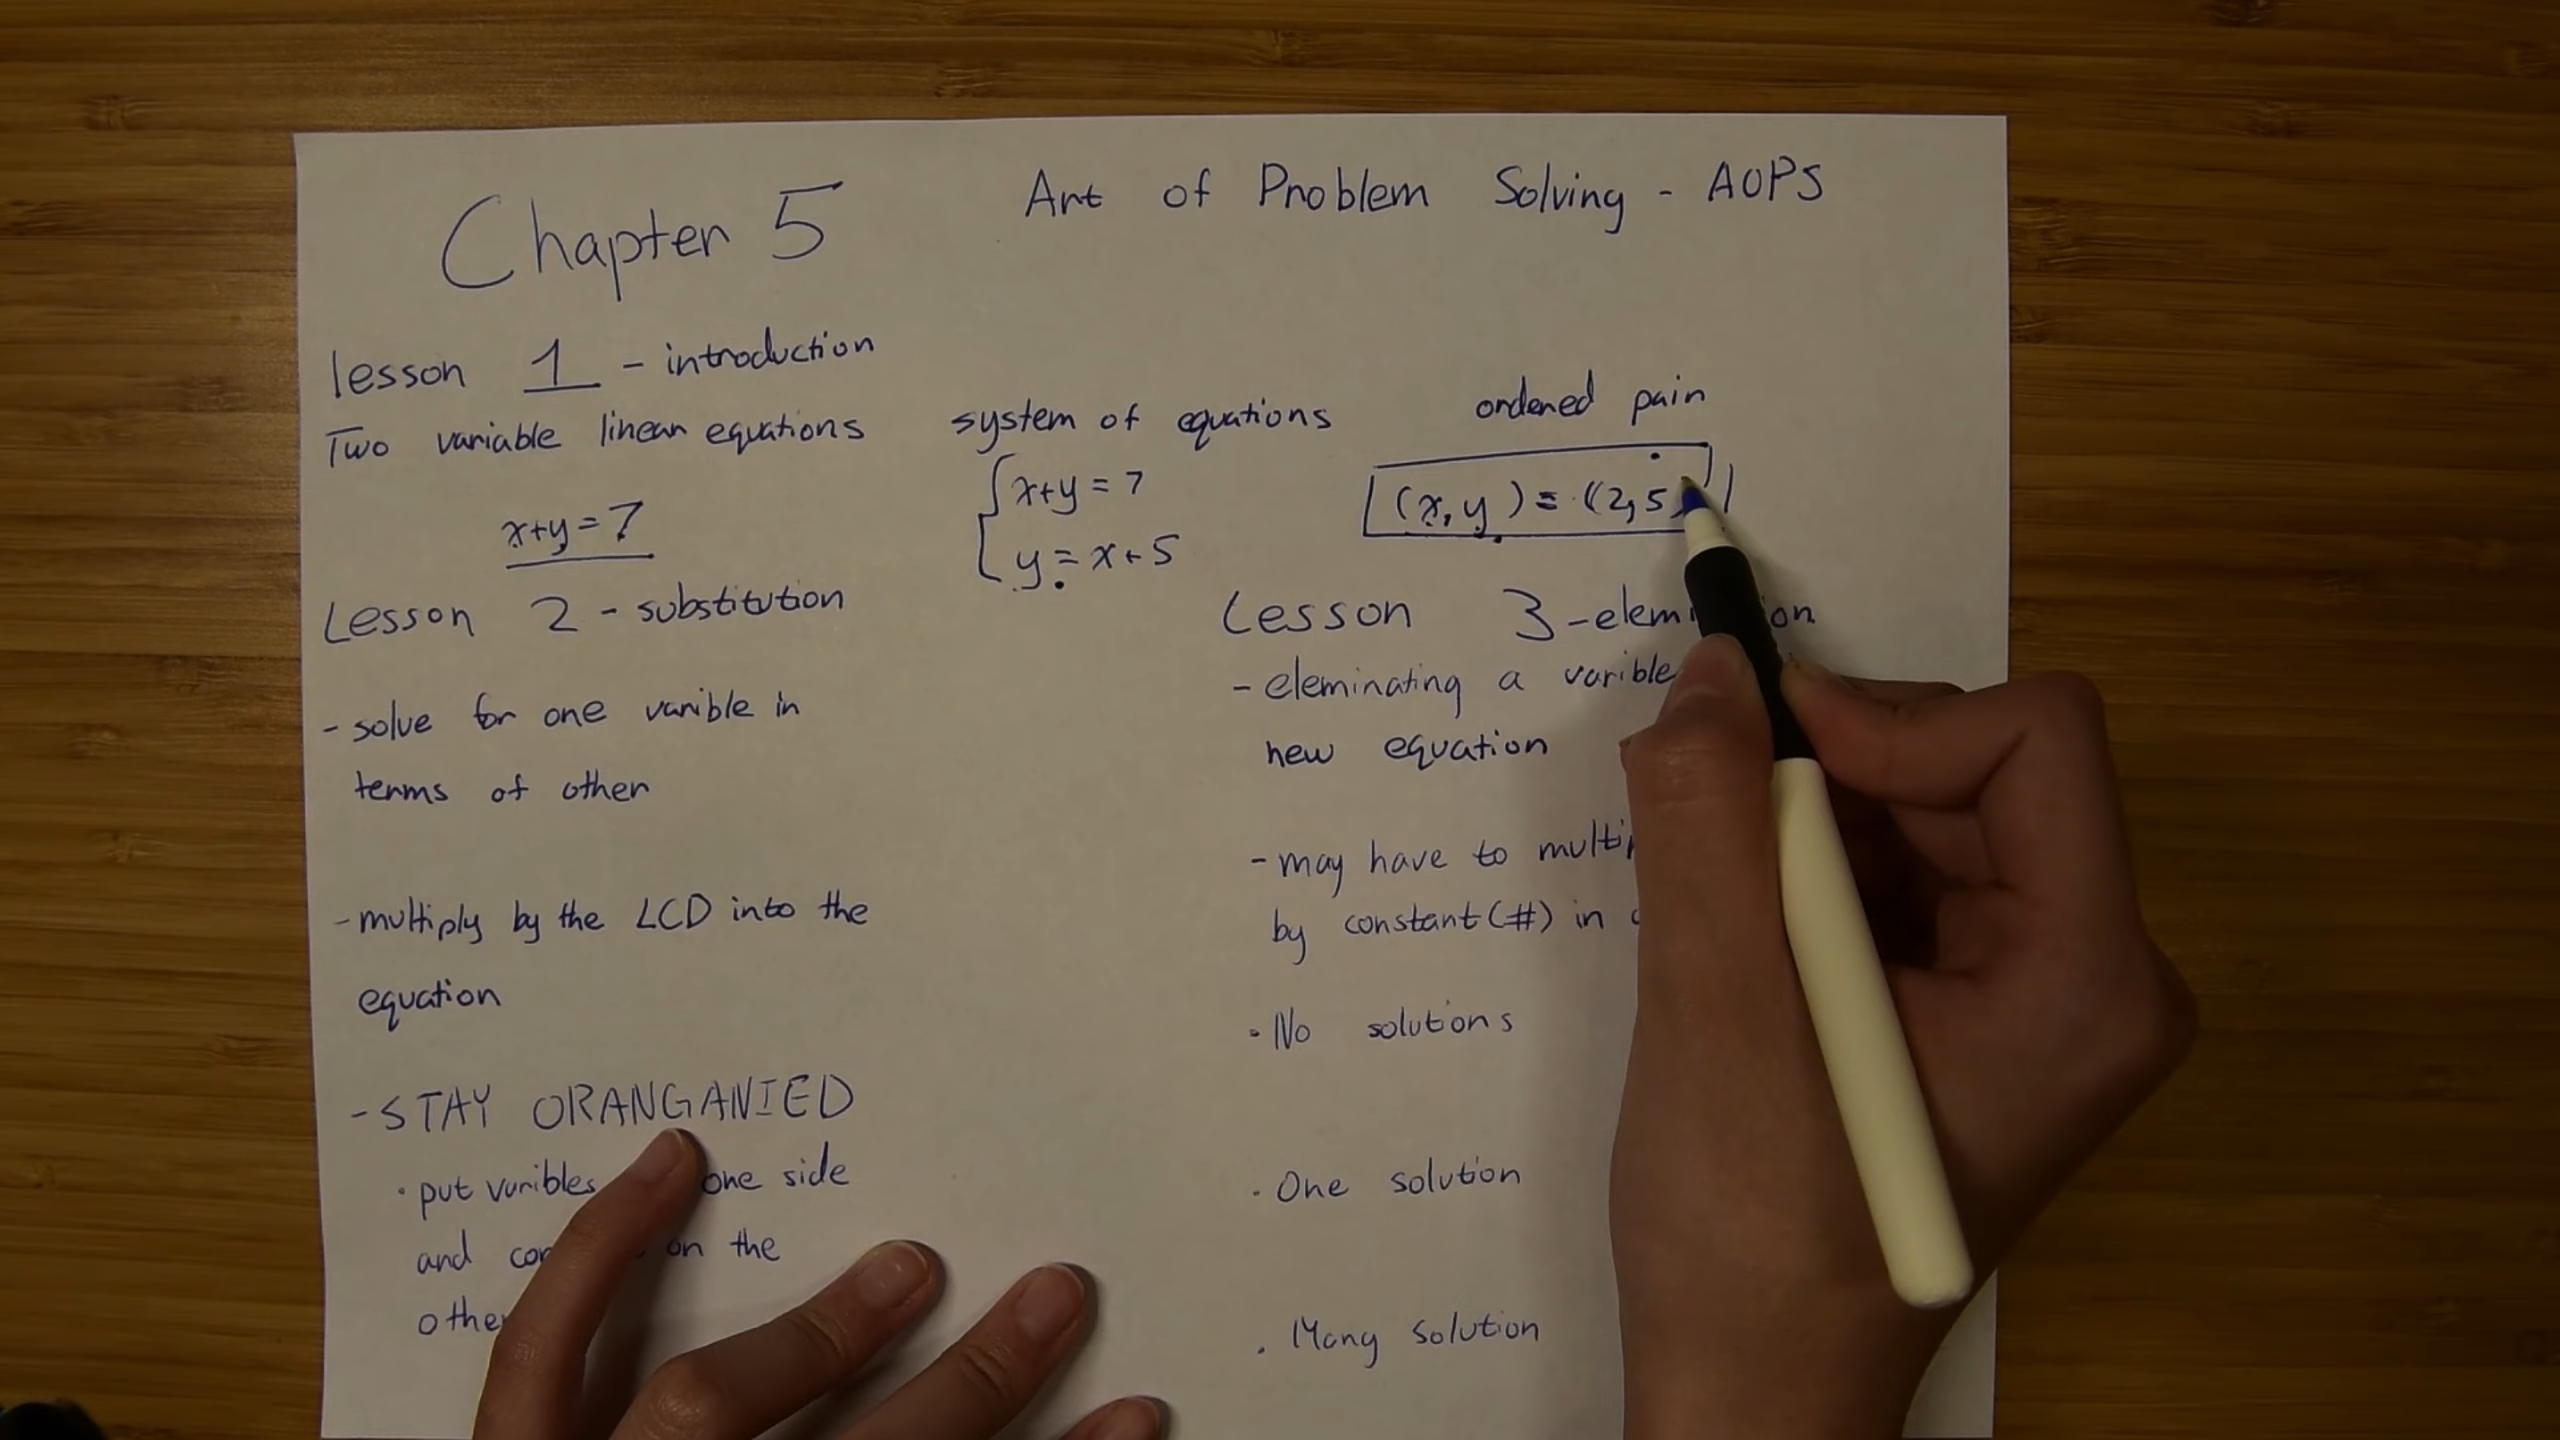 Chapter 5
Art of Problem Solving - AOPS
lesson 1 - introduction
Two variable linear equations
x+y=7
system of equations
x+y = 7
y = x+5
ordered pair
(x, y) = (2, 5
Lesson 2 - substitution
- solve for one varible in
terms of other
- multiply by the LCD into the
equation
- STAY ORANGANIED
• put varibles one side
and on the
Lesson 3
- eleminating a varible
new equation
- may have to
by constant (#) in
• No solutions
• One solution
• Many solution